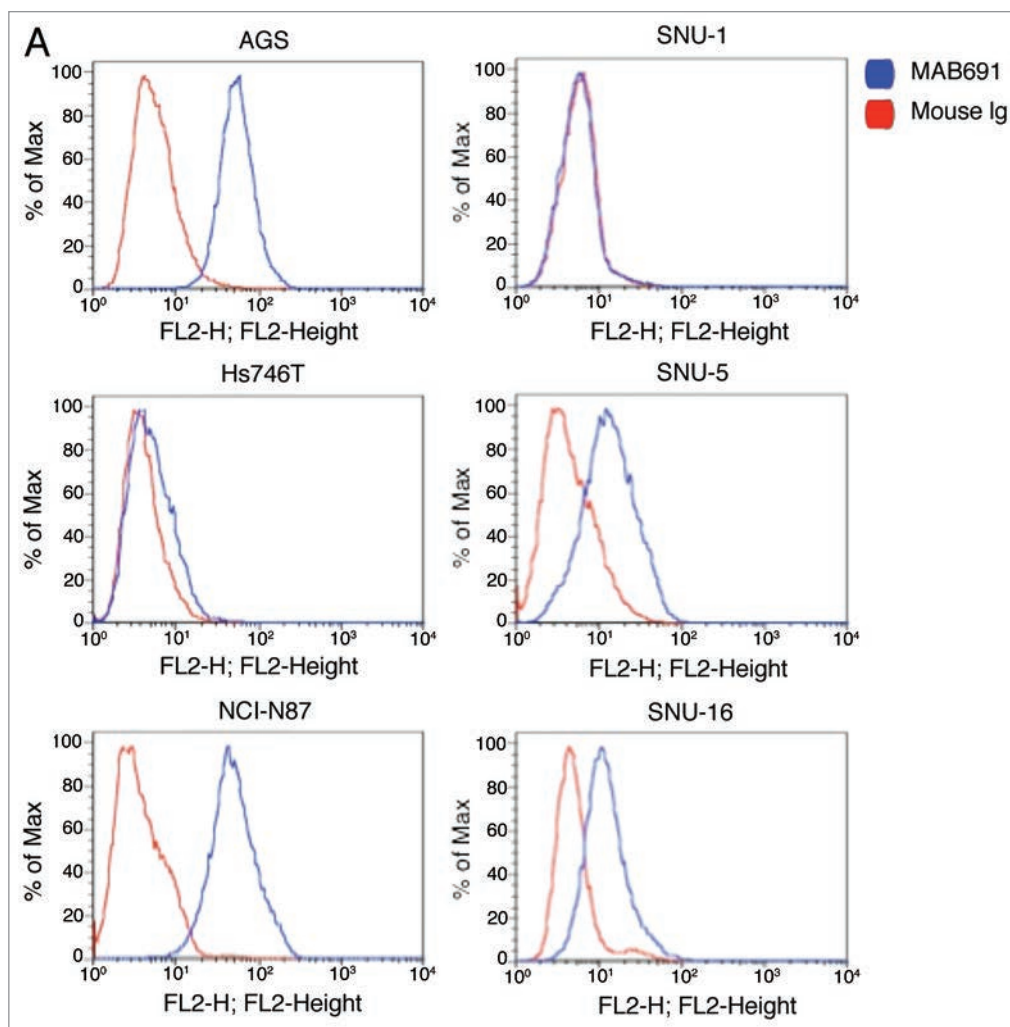 A
AGS
% of Max
100
80
60
40
20
0
10⁰ 10¹ 10² 10³ 10⁴
FL2-H; FL2-Height
SNU-1
% of Max
100
80
60
40
20
0
10⁰ 10¹ 10² 10³ 10⁴
FL2-H; FL2-Height
MAB691
Mouse Ig
Hs746T
% of Max
100
80
60
40
20
0
10⁰ 10¹ 10² 10³ 10⁴
FL2-H; FL2-Height
SNU-5
% of Max
100
80
60
40
20
0
10⁰ 10¹ 10² 10³ 10⁴
FL2-H; FL2-Height
NCI-N87
% of Max
100
80
60
40
20
0
10⁰ 10¹ 10² 10³ 10⁴
FL2-H; FL2-Height
SNU-16
% of Max
100
80
60
40
20
0
10⁰ 10¹ 10² 10³ 10⁴
FL2-H; FL2-Height